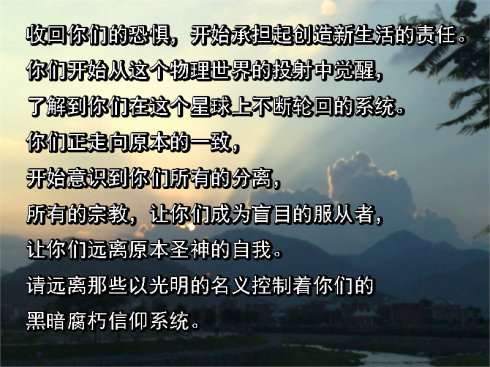 收回你们的恐惧，开始承担起创造新生活的责任。
你们开始从这个物理世界的投射中觉醒，
了解到你们在这个星球上不断轮回的系统。
你们正走向原本的一致，
开始意识到你们所有的分离，
所有的宗教，让你们成为盲目的服从者，
让你们远离原本圣神的自我。
请远离那些以光明的名义控制着你们的
黑暗腐朽信仰系统。